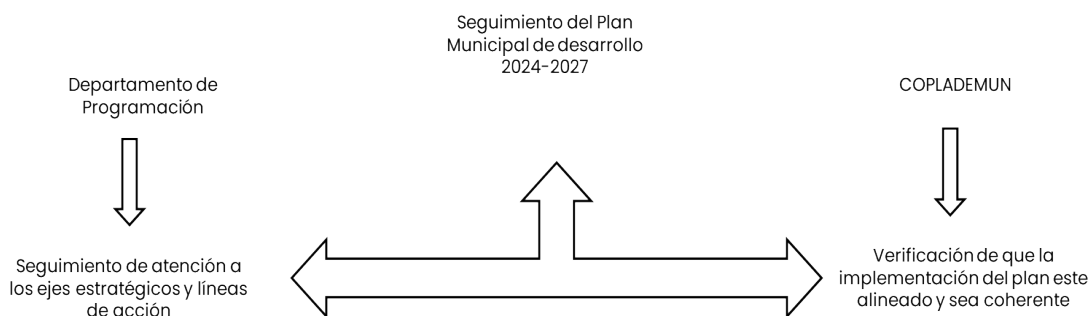 Seguimiento del Plan
Municipal de desarrollo
2024-2027
Departamento de
Programación
COPLADEMUN
Seguimiento de atención a
los ejes estratégicos y líneas
de acción
Verificación de que la
implementación del plan este
alineado y sea coherente